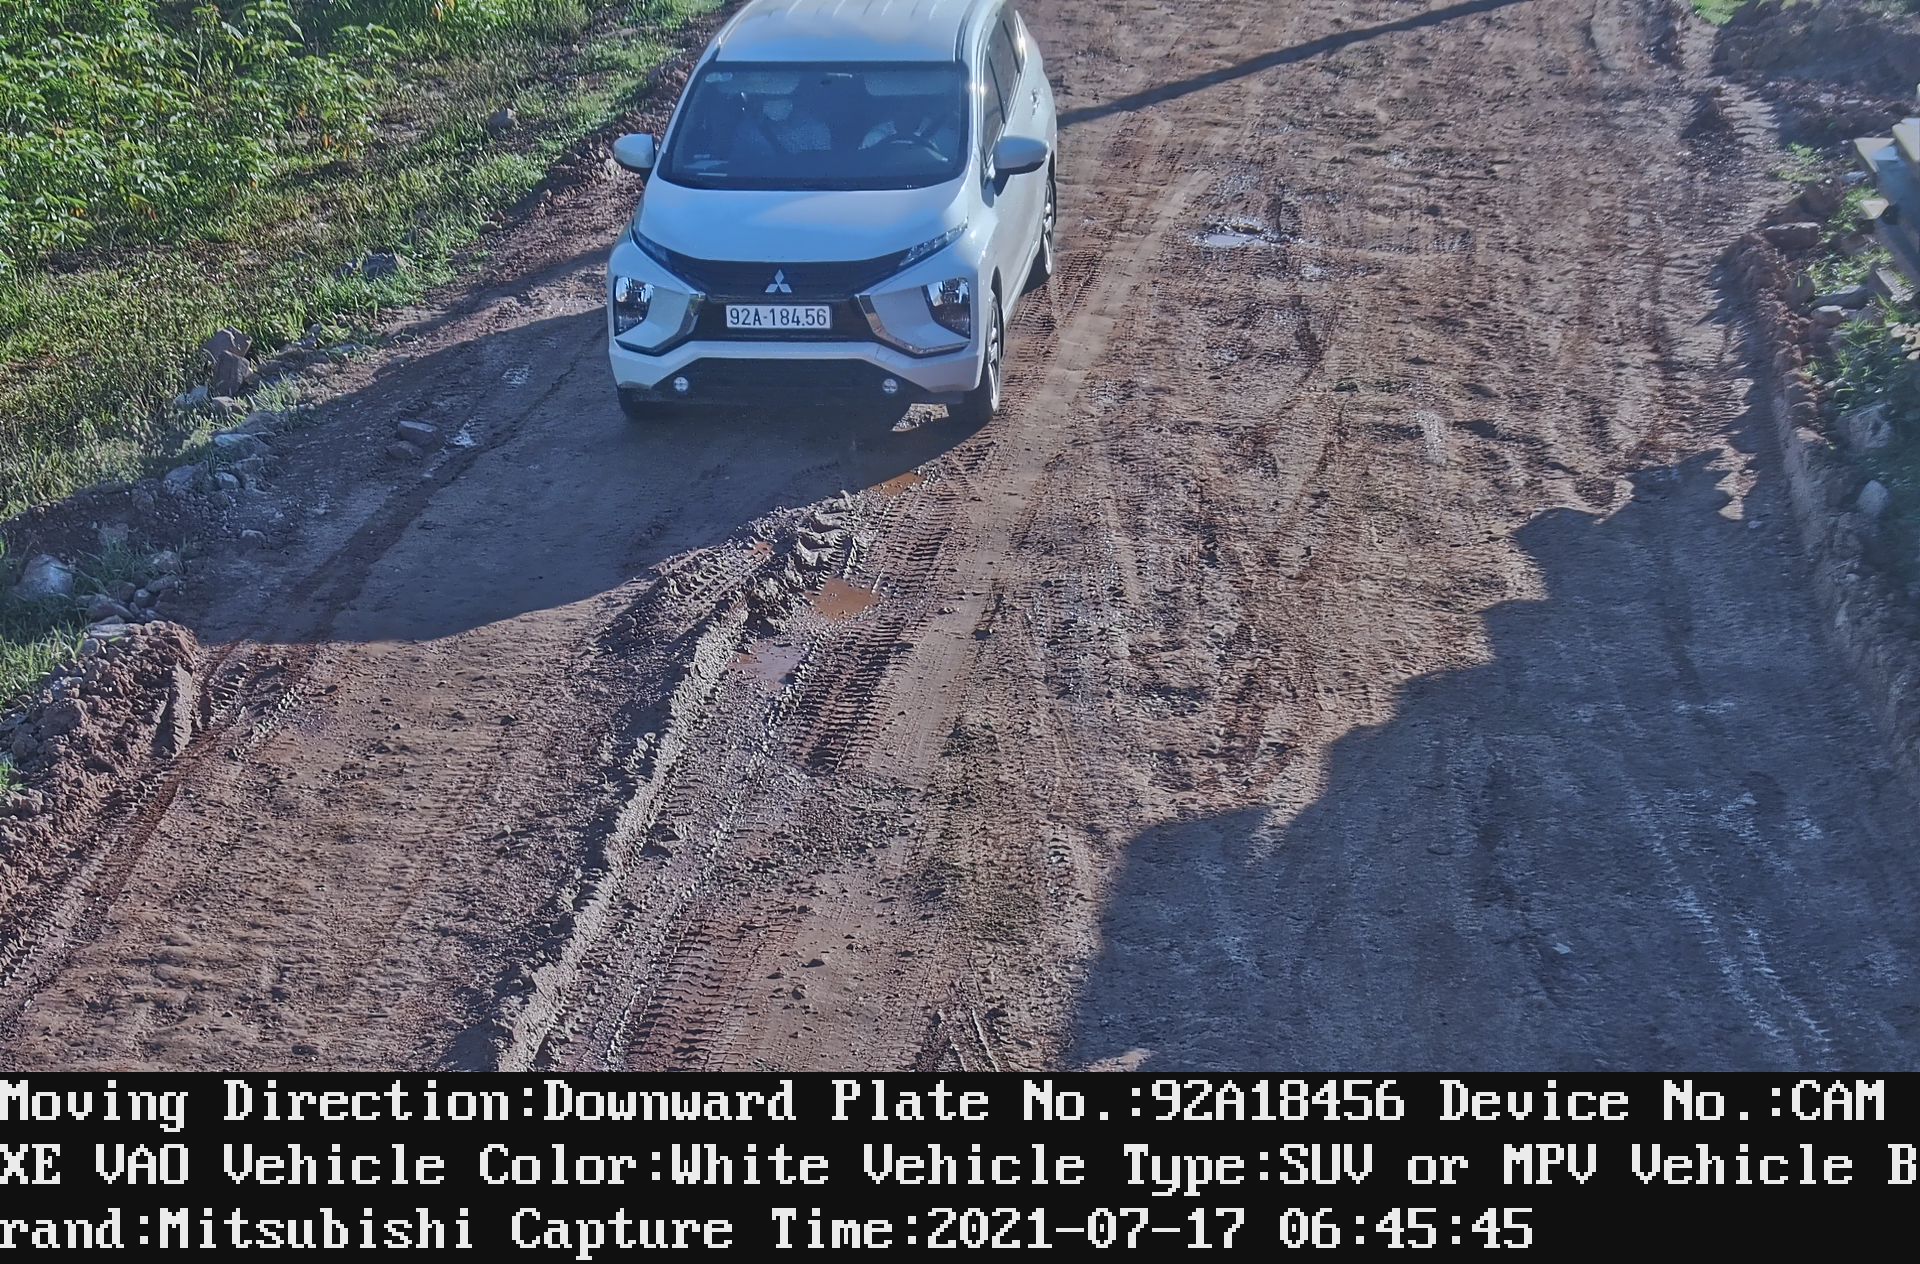 92A-184.56
Moving Direction:Downward Plate No.:92A18456 Device No.:CAM
XE VAO Vehicle Color:White Vehicle Type:SUV or MPV Vehicle B
rand:Mitsubishi Capture Time:2021-07-17 06:45:45